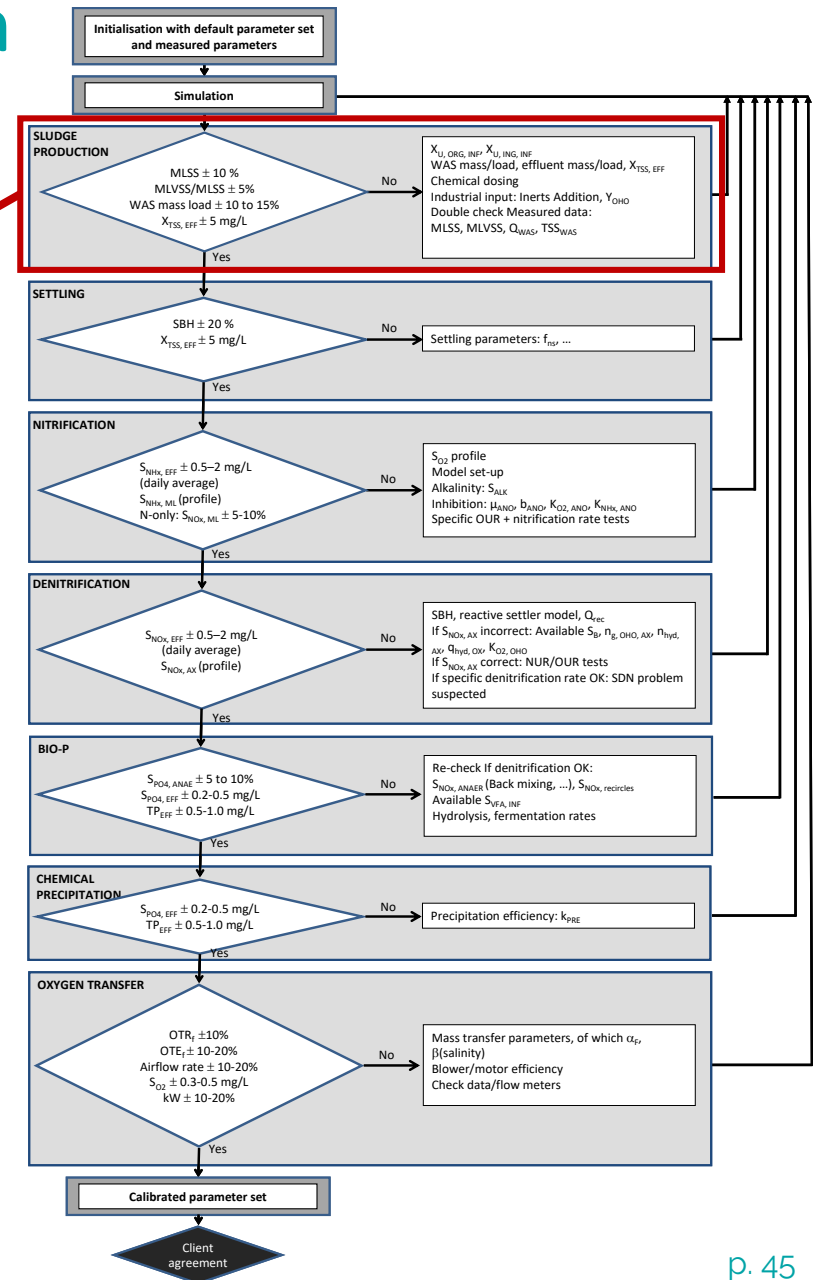 n
Initialisation with default parameter set
and measured parameters
Simulation
SLUDGE
PRODUCTION
MLSS ± 10 %
MLVSS/MLSS ± 5%
WAS mass load ± 10 to 15%
X_TSS, EFF ± 5 mg/L
No
Yes
X_U, ORG, INF, X_U, ING, INF
WAS mass/load, effluent mass/load, X_TSS, EFF
Chemical dosing
Industrial input: Inerts Addition, Y_OHO
Double check Measured data:
MLSS, MLVSS, Q_WAS, TSS_WAS
SETTLING
SBH ± 20 %
X_TSS, EFF ± 5 mg/L
No
Yes
Settling parameters: f_ns, ...
NITRIFICATION
S_NHx, EFF ± 0.5–2 mg/L
(daily average)
S_NHx, ML (profile)
N-only: S_NOx, ML ± 5-10%
No
Yes
S_O2 profile
Model set-up
Alkalinity: S_ALK
Inhibition: µ_ANO, b_ANO, K_O2, ANO, K_NHx, ANO
Specific OUR + nitrification rate tests
DENITRIFICATION
S_NOx, EFF ± 0.5–2 mg/L
(daily average)
S_NOx, AX (profile)
No
Yes
SBH, reactive settler model, Q_rec
If S_NOx, AX incorrect: Available S_B, n_g, OHO, AX, n_hyd,
AX, q_hyd, OX, K_O2, OHO
If S_NOx, AX correct: NUR/OUR tests
If specific denitrification rate OK: SDN problem
suspected
BIO-P
S_PO4, ANAE ± 5 to 10%
S_PO4, EFF ± 0.2-0.5 mg/L
TP_EFF ± 0.5-1.0 mg/L
No
Yes
Re-check If denitrification OK:
S_NOx, ANAER (Back mixing, ...), S_NOx, recircles
Available S_VFA, INF
Hydrolysis, fermentation rates
CHEMICAL
PRECIPITATION
S_PO4, EFF ± 0.2-0.5 mg/L
TP_EFF ± 0.5-1.0 mg/L
No
Yes
Precipitation efficiency: k_PRE
OXYGEN TRANSFER
OTR_f ±10%
OTE_f ± 10-20%
Airflow rate ± 10-20%
S_O2 ± 0.3-0.5 mg/L
kW ± 10-20%
No
Yes
Mass transfer parameters, of which α_F,
β(salinity)
Blower/motor efficiency
Check data/flow meters
Calibrated parameter set
Client
agreement
p. 45